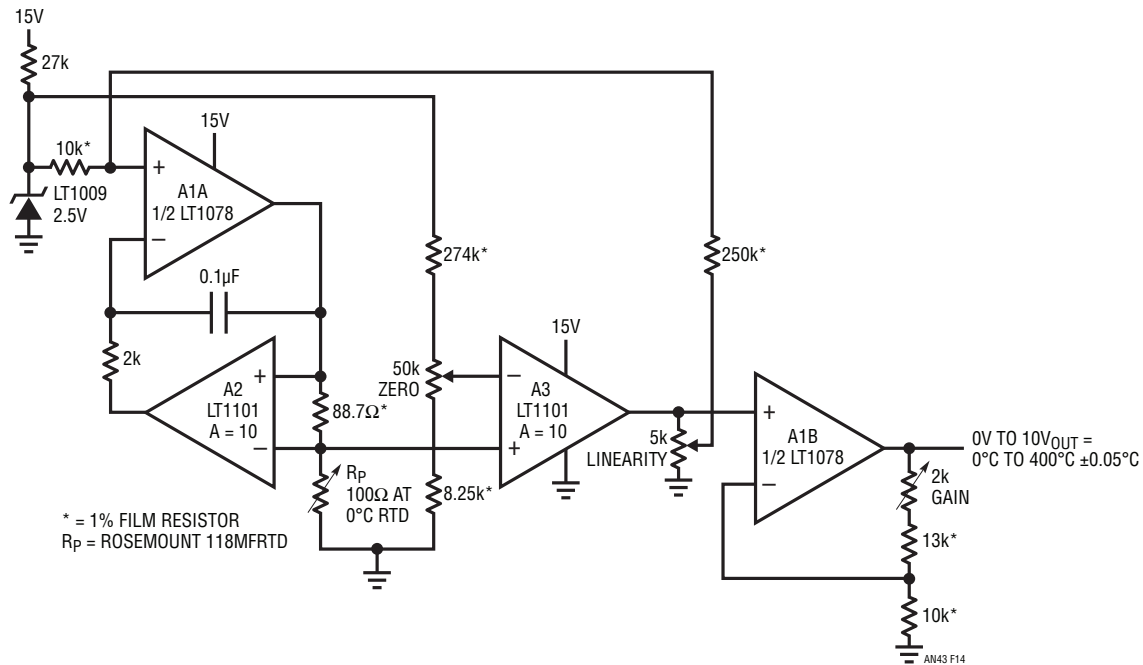 15V
27k
10k*
LT1009
2.5V
+
15V
A1A
1/2 LT1078
–
0.1µF
2k
+
A2
LT1101
A = 10
–
88.7Ω*
RP
100Ω AT
0°C RTD
274k*
50k
ZERO
8.25k*
15V
–
A3
LT1101
A = 10
+
250k*
5k
LINEARITY
+
A1B
1/2 LT1078
–
0V TO 10VOUT =
0°C TO 400°C ±0.05°C
2k
GAIN
13k*
10k*
* = 1% FILM RESISTOR
RP = ROSEMOUNT 118MFRTD
AN43 F14